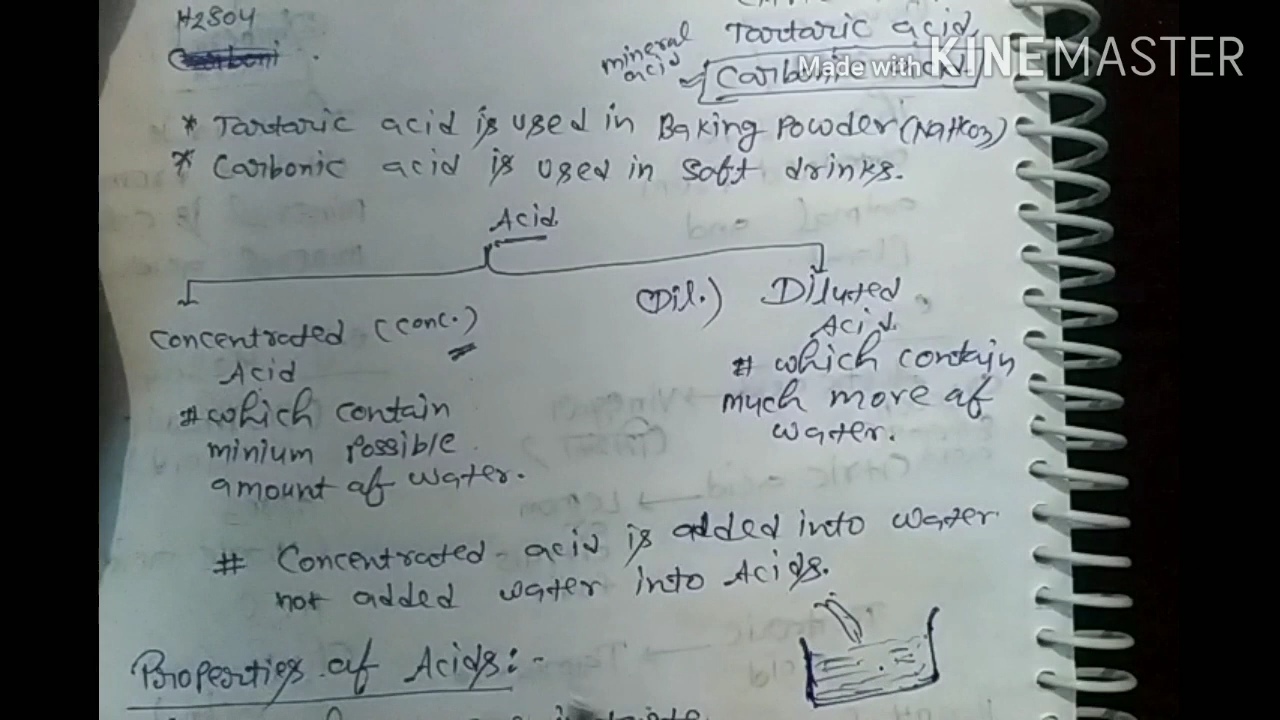 H2SO4
Tartaric acid.
mineral
acid
Carbonic acid.
Made with KINEMASTER
* Tartaric acid is used in Baking Powder (NaHCO3)
* Carbonic acid is used in soft drinks.
Acid
Concentrated (conc.)
Acid
# which contain
minium possible
amount of water.
(Dil.) Diluted
Acid.
# which contain
much more of
water.
# Concentrated acid is added into water
not added water into Acids.
Properties of Acids:-